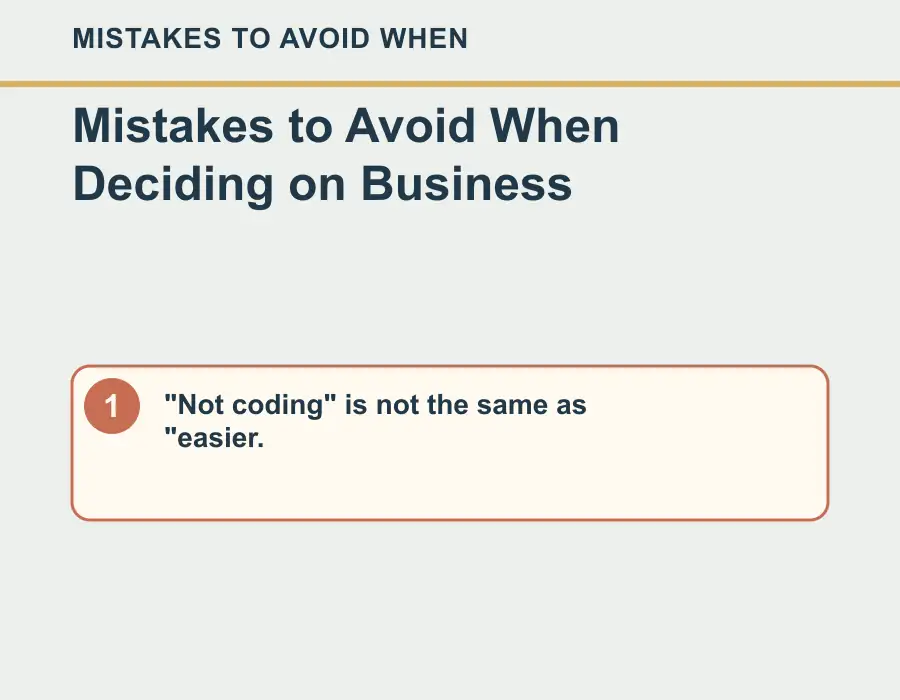 MISTAKES TO AVOID WHEN
Mistakes to Avoid When
Deciding on Business
1
"Not coding" is not the same as
"easier.